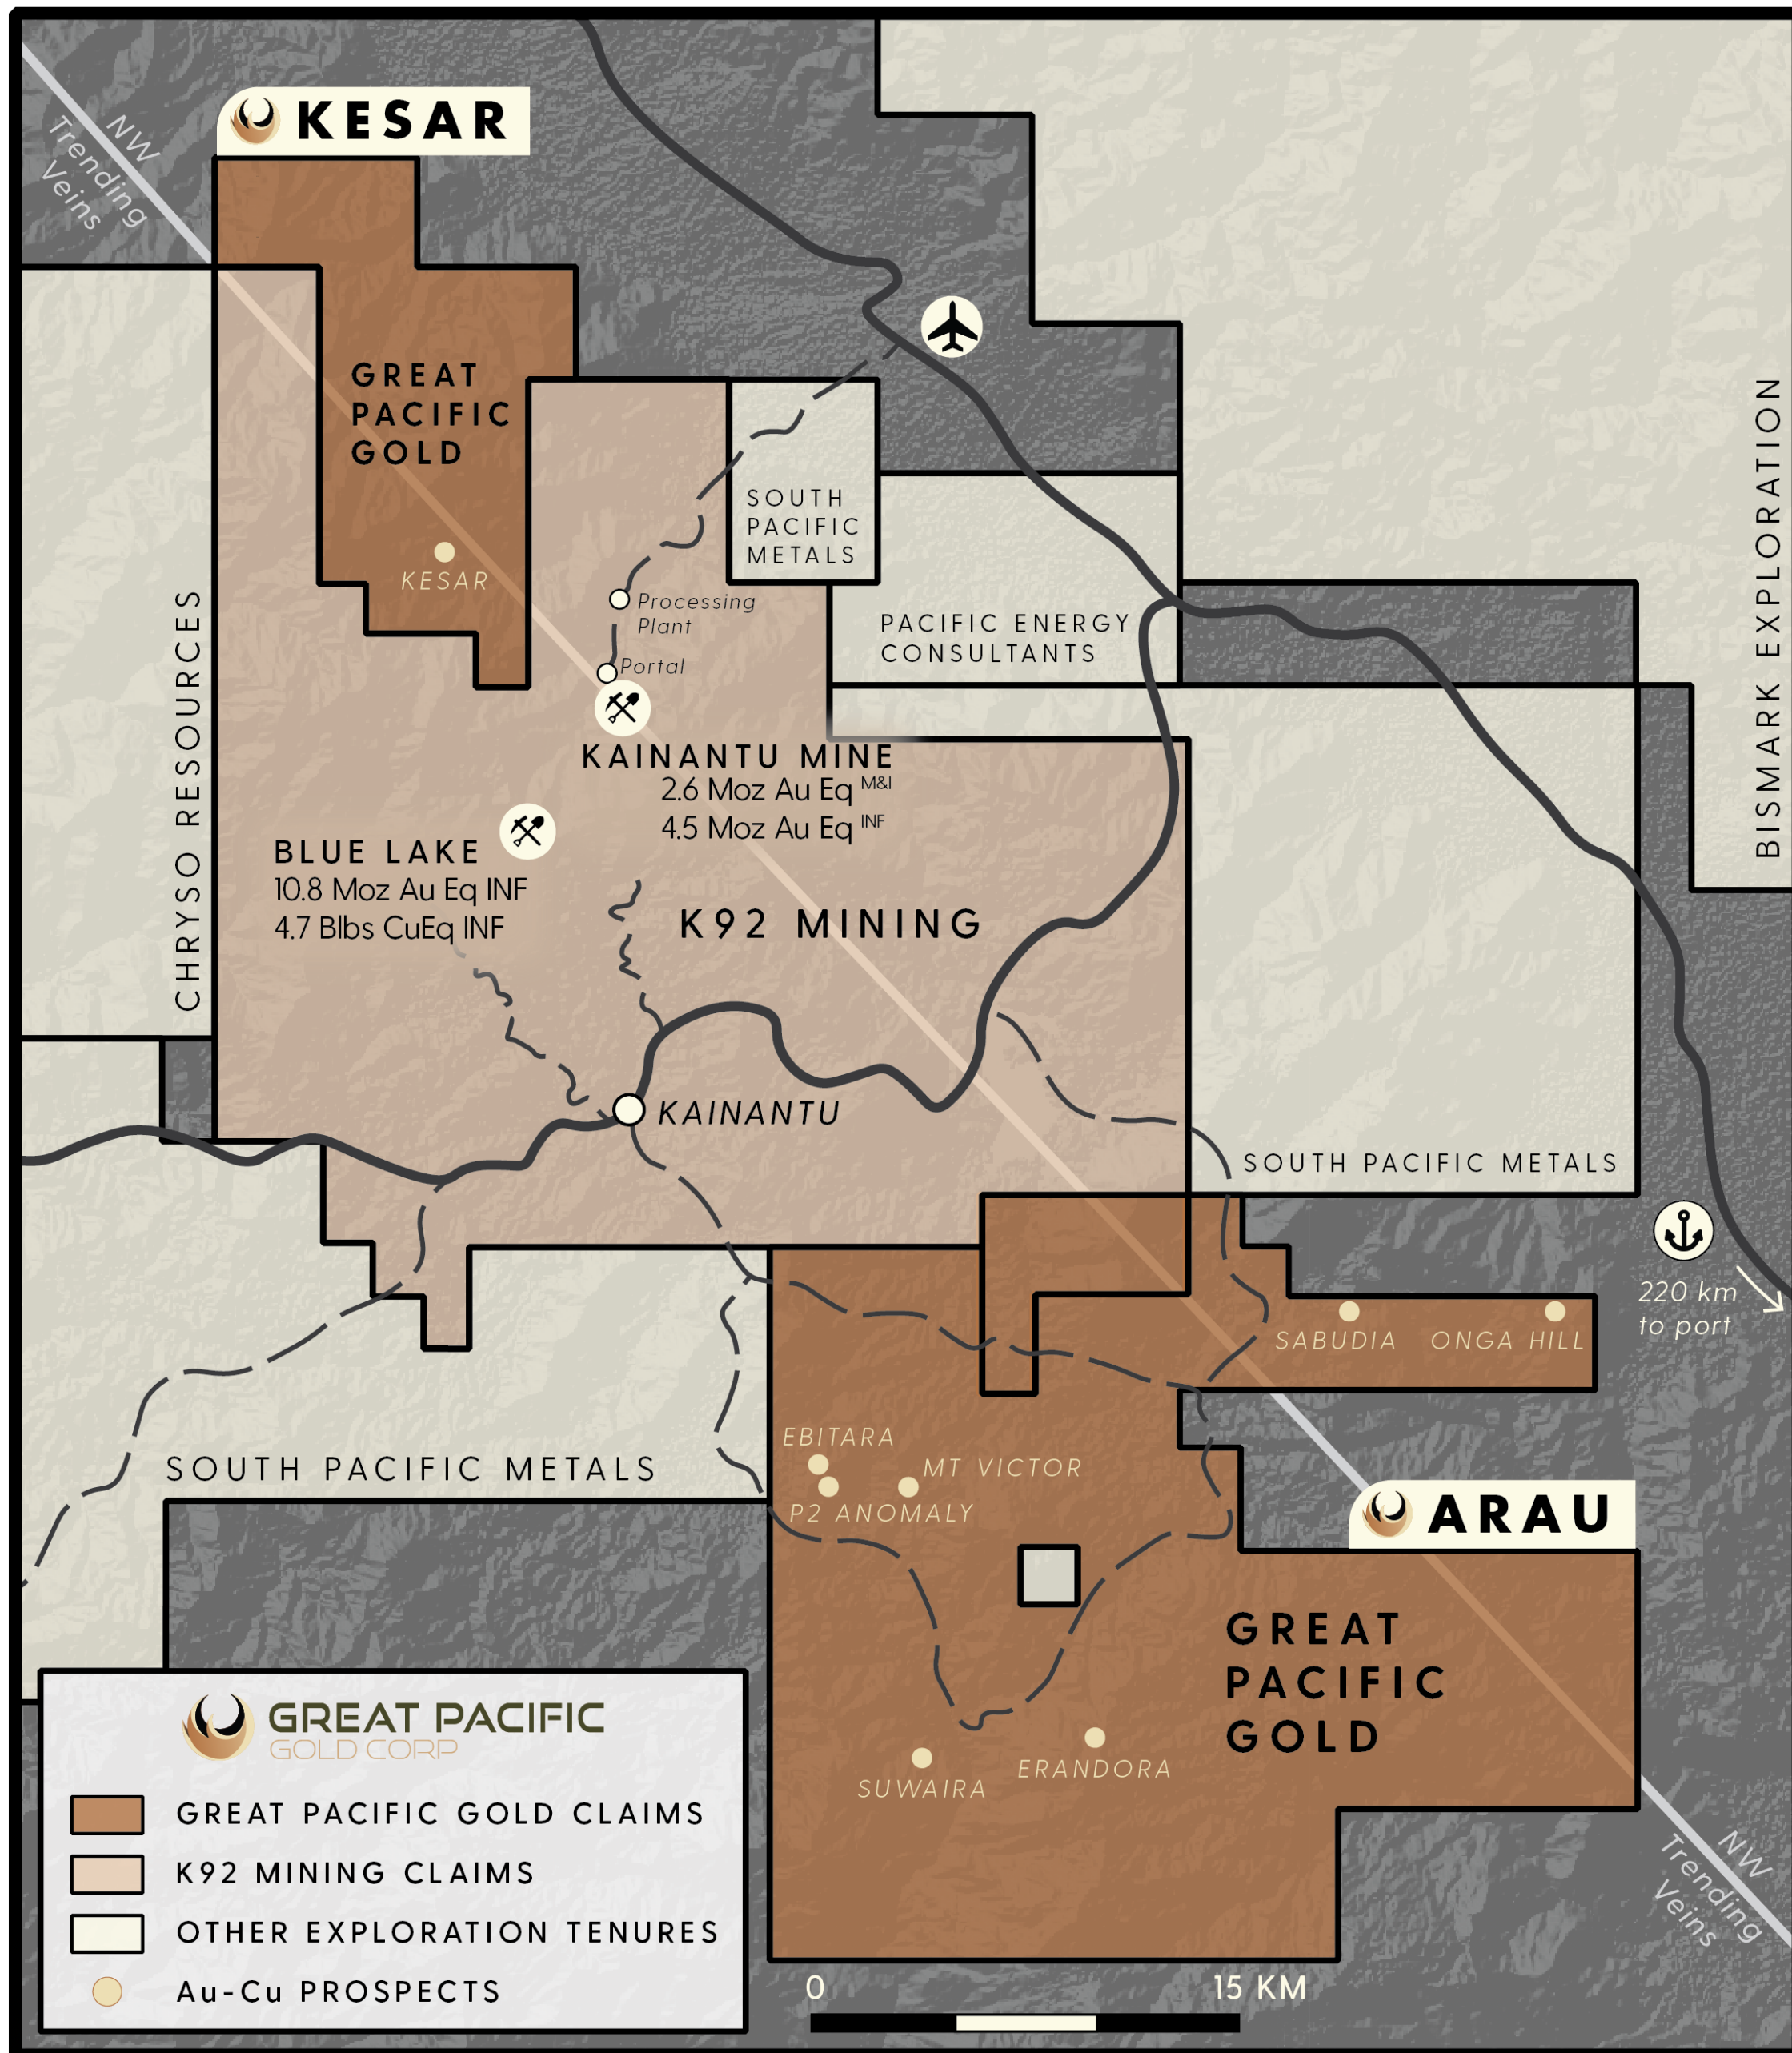 KESAR
NW
Trending
Veins
GREAT
PACIFIC
GOLD
KESAR
SOUTH
PACIFIC
METALS
Processing
Plant
Portal
PACIFIC ENERGY
CONSULTANTS
BISMARK EXPLORATION
CHRYSO RESOURCES
KAINANTU MINE
2.6 Moz Au Eq M&I
4.5 Moz Au Eq INF
BLUE LAKE
10.8 Moz Au Eq INF
4.7 Blbs CuEq INF
K92 MINING
KAINANTU
SOUTH PACIFIC METALS
220 km
to port
SABUDIA
ONGA HILL
EBITARA
MT VICTOR
P2 ANOMALY
SOUTH PACIFIC METALS
ARAU
GREAT
PACIFIC
GOLD
SUWAIRA
ERANDORA
NW
Trending
Veins
GREAT PACIFIC
GOLD CORP
GREAT PACIFIC GOLD CLAIMS
K92 MINING CLAIMS
OTHER EXPLORATION TENURES
Au-Cu PROSPECTS
0
15 KM